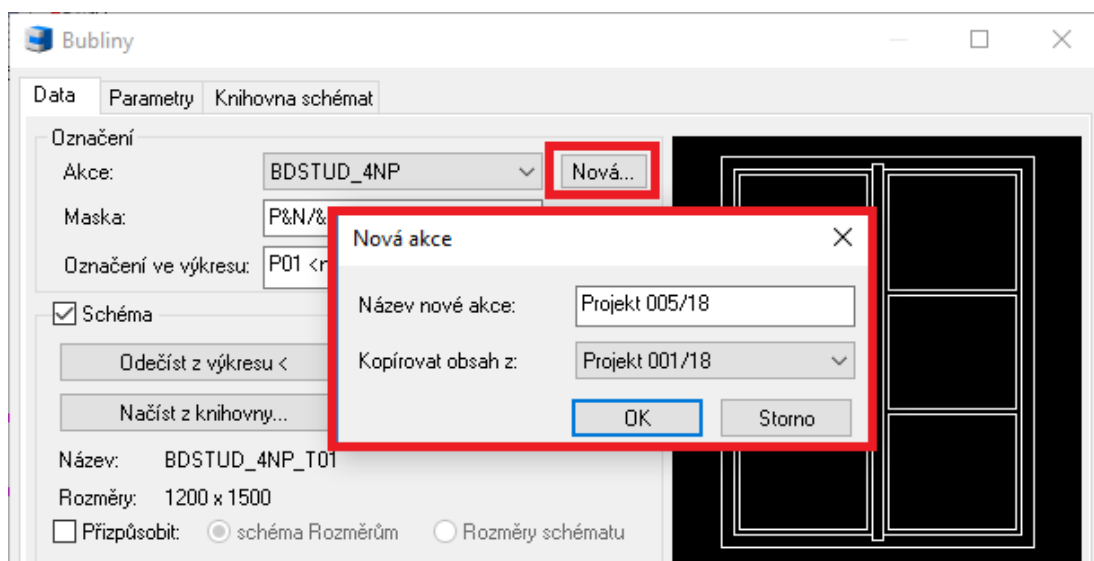 Bubliny
Data Parametry Knihovna schémat
Označení
Akce: BDSTUD_4NP Nová...
Maska: P&N/&
Označení ve výkresu: P01 <
Nová akce
Název nové akce: Projekt 005/18
Kopírovat obsah z: Projekt 001/18
OK Storno
Schéma
Odečíst z výkresu <
Načíst z knihovny...
Název: BDSTUD_4NP_T01
Rozměry: 1200 x 1500
Přizpůsobit: schéma Rozměrům Rozměry schématu